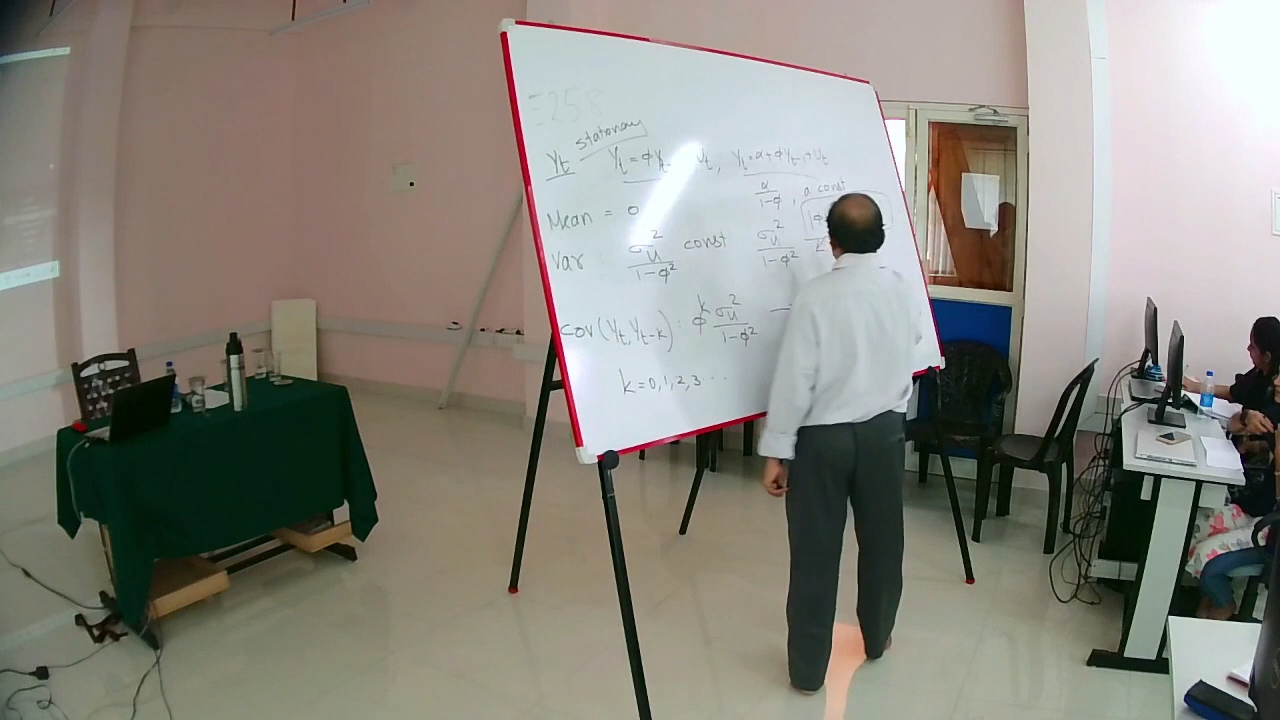 258
stationary
Yt Yt = ϕYt- Ut, Yt = α + ϕYt-1 + Ut
Mean = 0 α/1-ϕ, a const
Var σu²/1-ϕ² const σu²/1-ϕ²
Cov(Yt, Yt-k) : ϕ^k σu²/1-ϕ²
k = 0, 1, 2, 3 ...